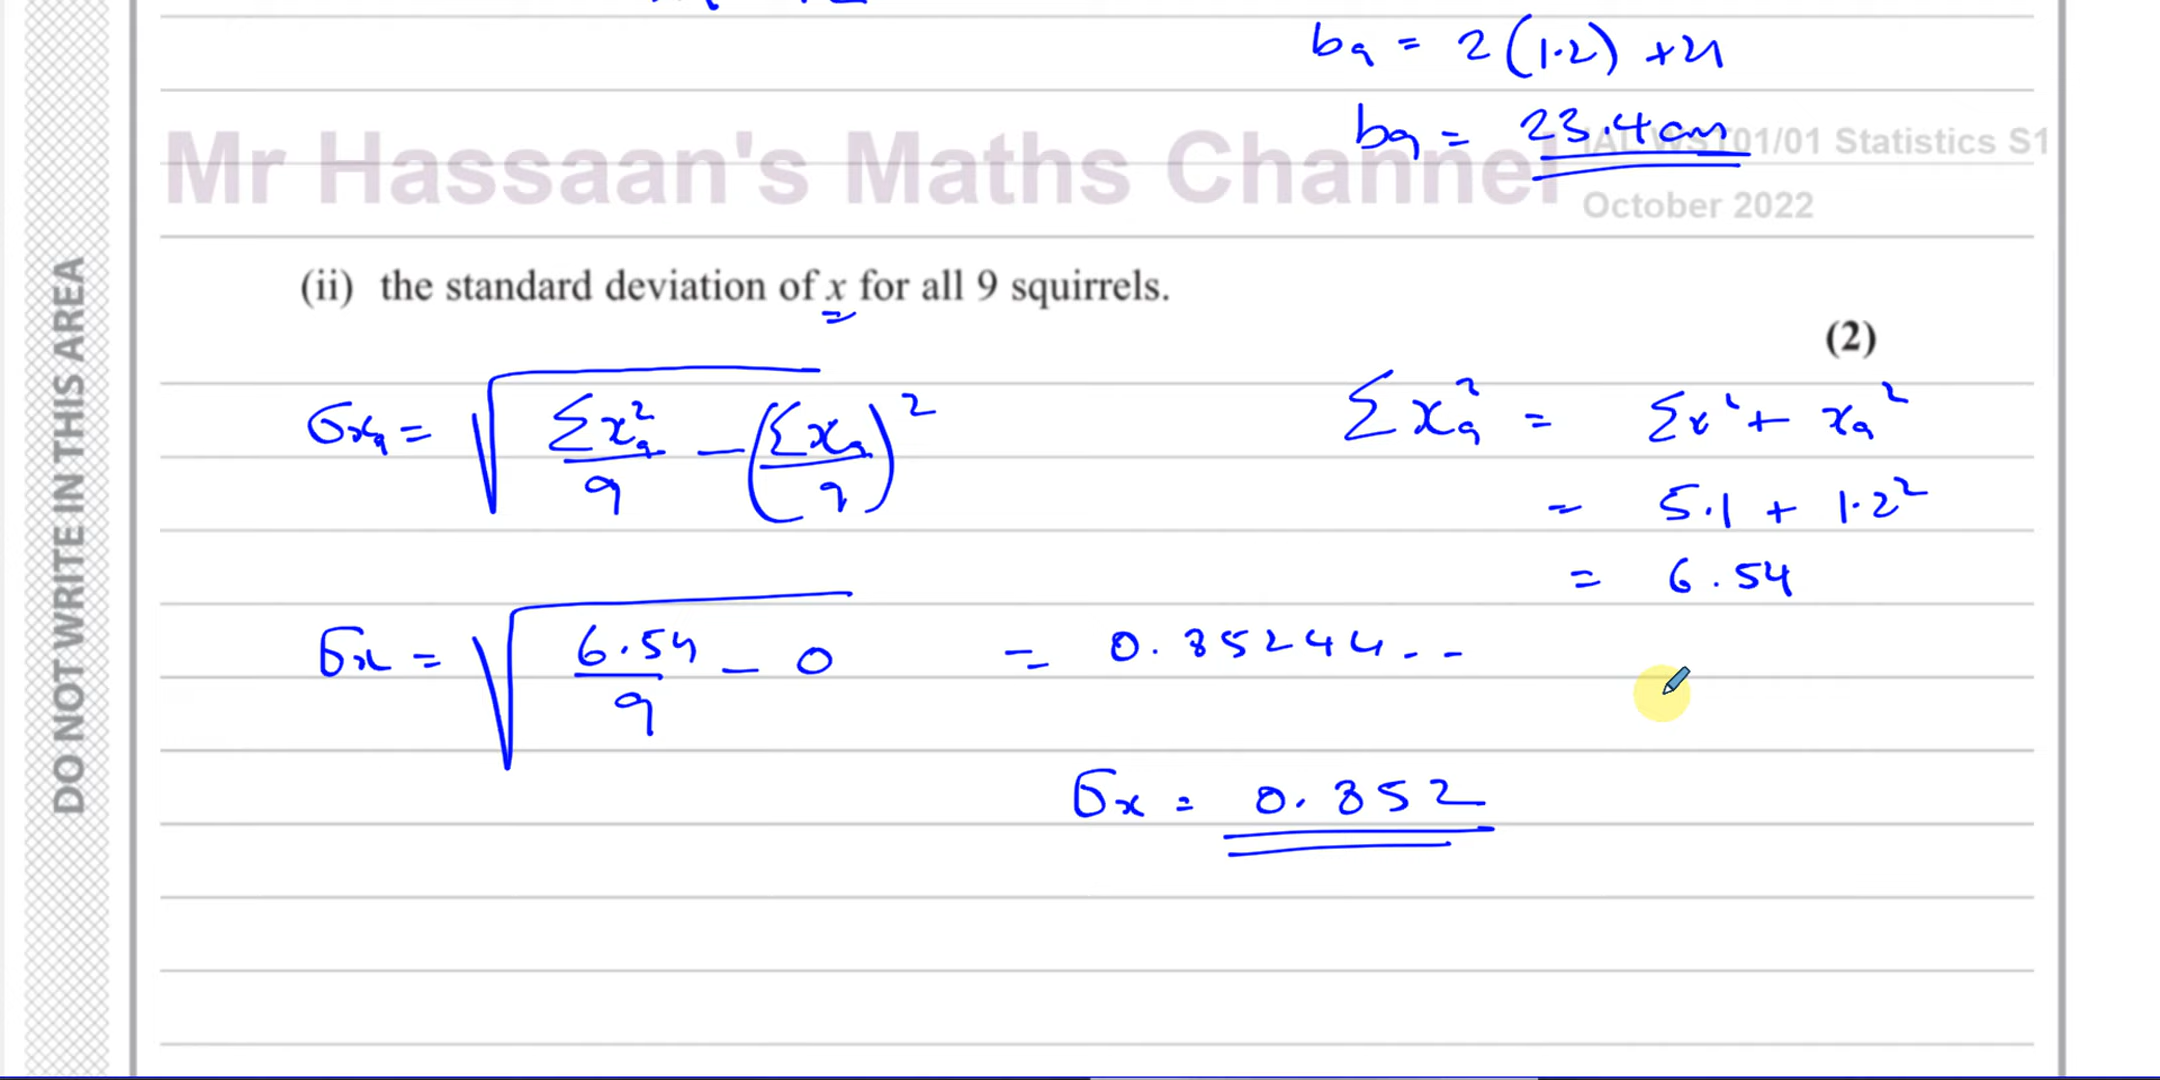 b₉ = 2(1.2) + 21
b₉ = 23.4cm
Mr Hassaan's Maths Channel
IAL WST01/01 Statistics S1
October 2022
(ii) the standard deviation of x for all 9 squirrels.
(2)
σx₉ = √(Σx₉²/9 − (Σx₉/9)²)
Σx₉² = Σx² + x₉²
= 5.1 + 1.2²
= 6.54
σx = √(6.54/9 − 0) = 0.85244..
σx = 0.852
DO NOT WRITE IN THIS AREA